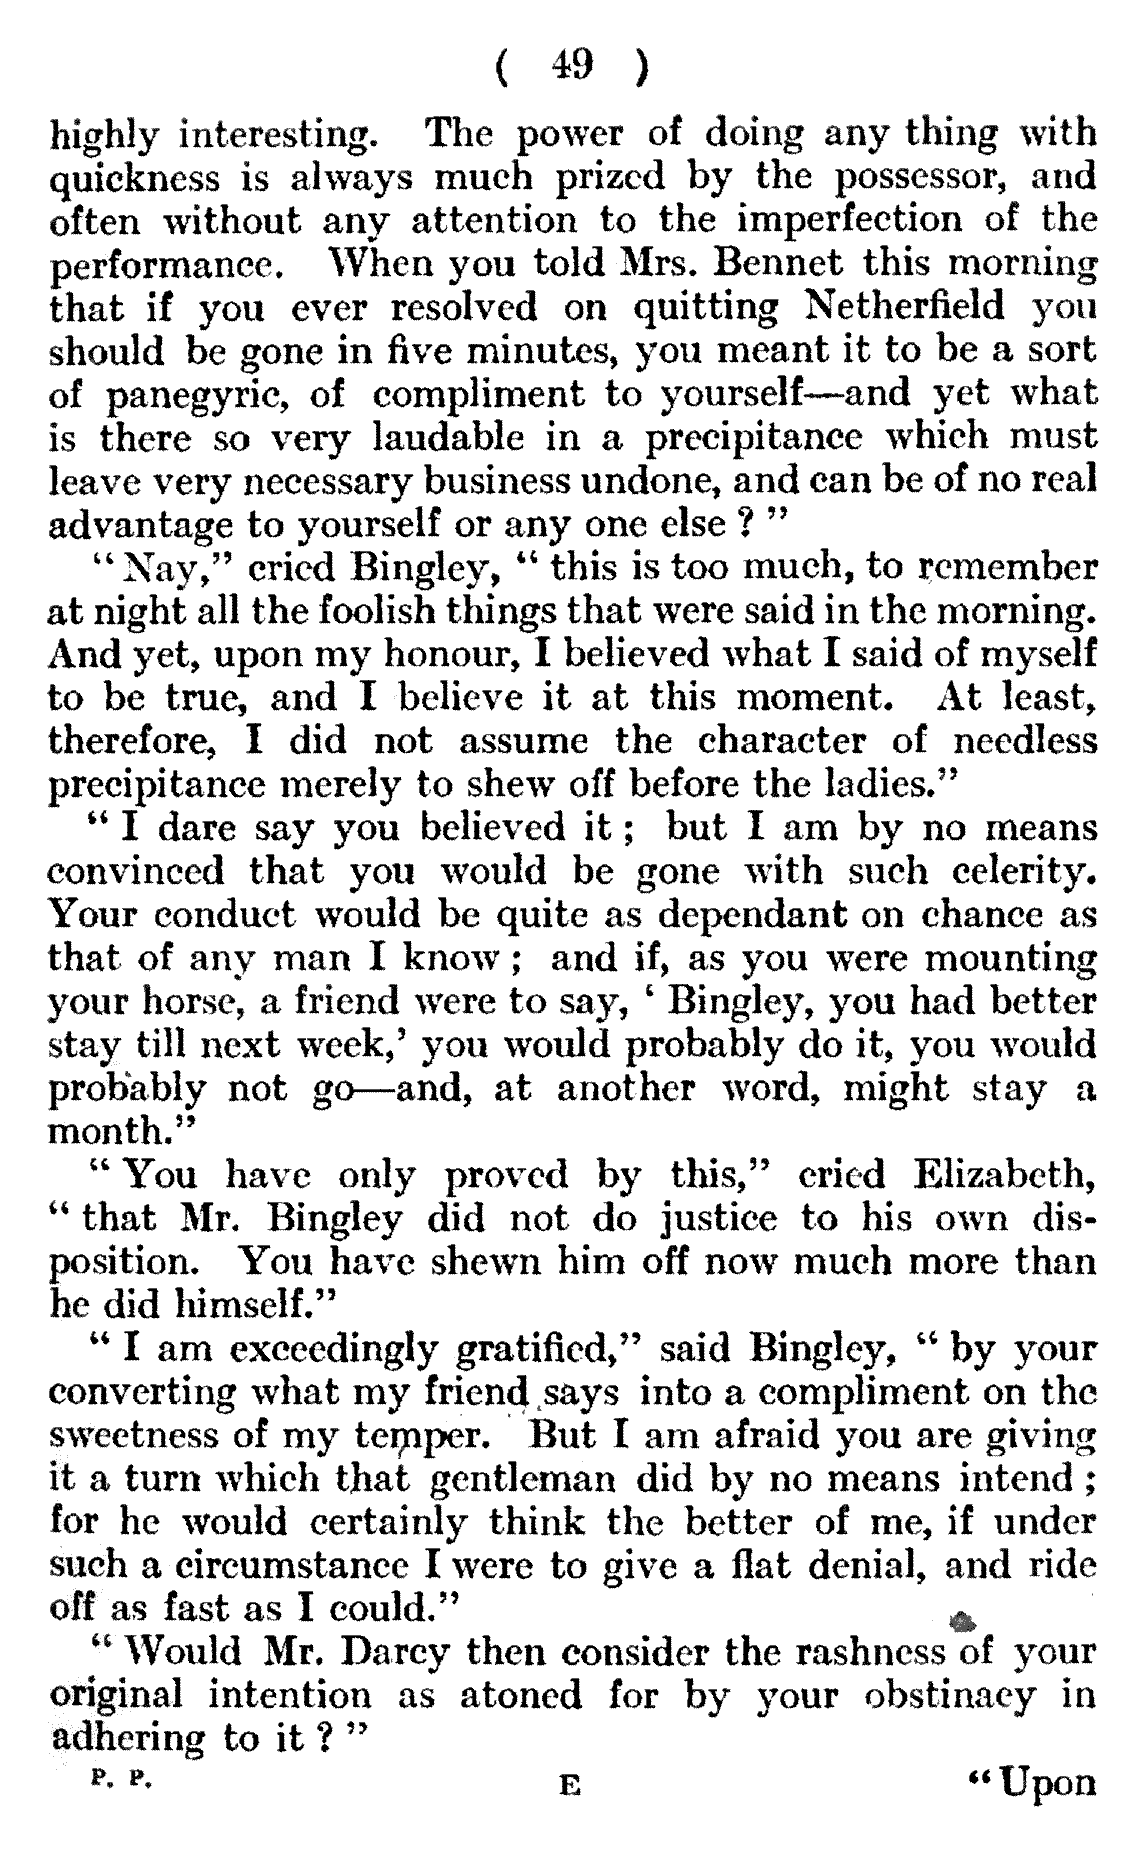 ( 49 )
highly interesting. The power of doing any thing with
quickness is always much prized by the possessor, and
often without any attention to the imperfection of the
performance. When you told Mrs. Bennet this morning
that if you ever resolved on quitting Netherfield you
should be gone in five minutes, you meant it to be a sort
of panegyric, of compliment to yourself—and yet what
is there so very laudable in a precipitance which must
leave very necessary business undone, and can be of no real
advantage to yourself or any one else ? ”
“ Nay,” cried Bingley, “ this is too much, to remember
at night all the foolish things that were said in the morning.
And yet, upon my honour, I believed what I said of myself
to be true, and I believe it at this moment. At least,
therefore, I did not assume the character of needless
precipitance merely to shew off before the ladies.”
“ I dare say you believed it ; but I am by no means
convinced that you would be gone with such celerity.
Your conduct would be quite as dependant on chance as
that of any man I know ; and if, as you were mounting
your horse, a friend were to say, ‘ Bingley, you had better
stay till next week,’ you would probably do it, you would
probably not go—and, at another word, might stay a
month.”
“ You have only proved by this,” cried Elizabeth,
“ that Mr. Bingley did not do justice to his own dis-
position. You have shewn him off now much more than
he did himself.”
“ I am exceedingly gratified,” said Bingley, “ by your
converting what my friend says into a compliment on the
sweetness of my temper. But I am afraid you are giving
it a turn which that gentleman did by no means intend ;
for he would certainly think the better of me, if under
such a circumstance I were to give a flat denial, and ride
off as fast as I could.”
“ Would Mr. Darcy then consider the rashness of your
original intention as atoned for by your obstinacy in
adhering to it ? ”
P. P. E “ Upon